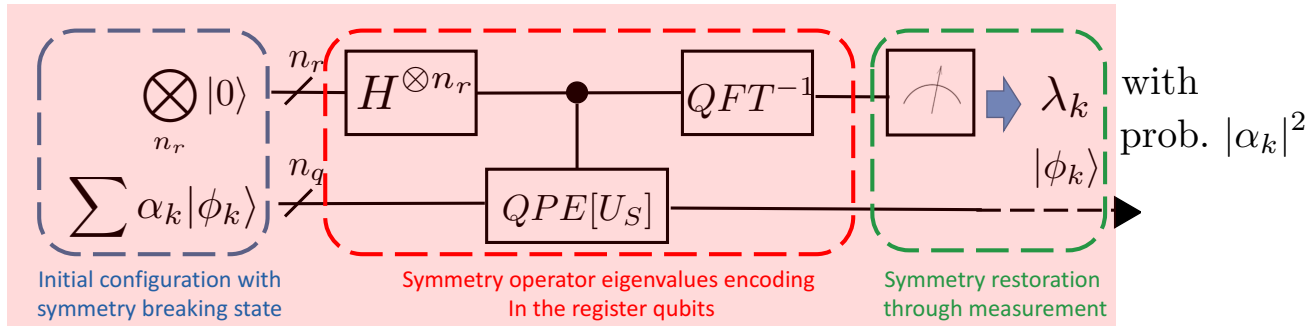 ⨂ |0⟩
n_r
n_r
H^{⊗n_r}
QFT^{-1}
λ_k
with
prob. |α_k|^2
∑ α_k|ϕ_k⟩
n_q
QPE[U_S]
|ϕ_k⟩
Initial configuration with
symmetry breaking state
Symmetry operator eigenvalues encoding
In the register qubits
Symmetry restoration
through measurement